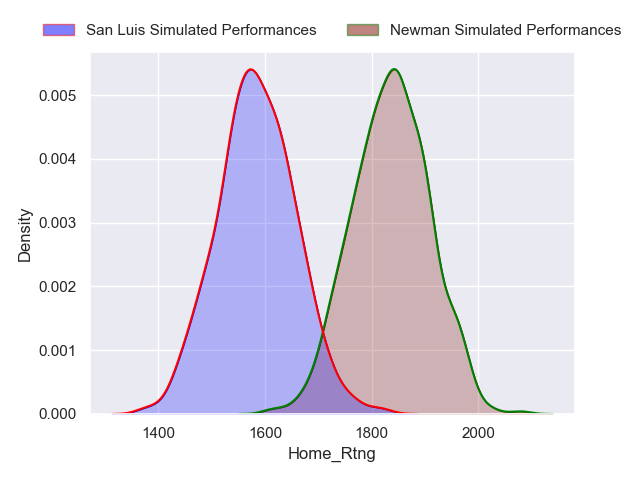 San Luis Simulated Performances
Newman Simulated Performances
0.005
0.004
0.003
0.002
0.001
0.000
Density
1400
1600
1800
2000
Home_Rtng